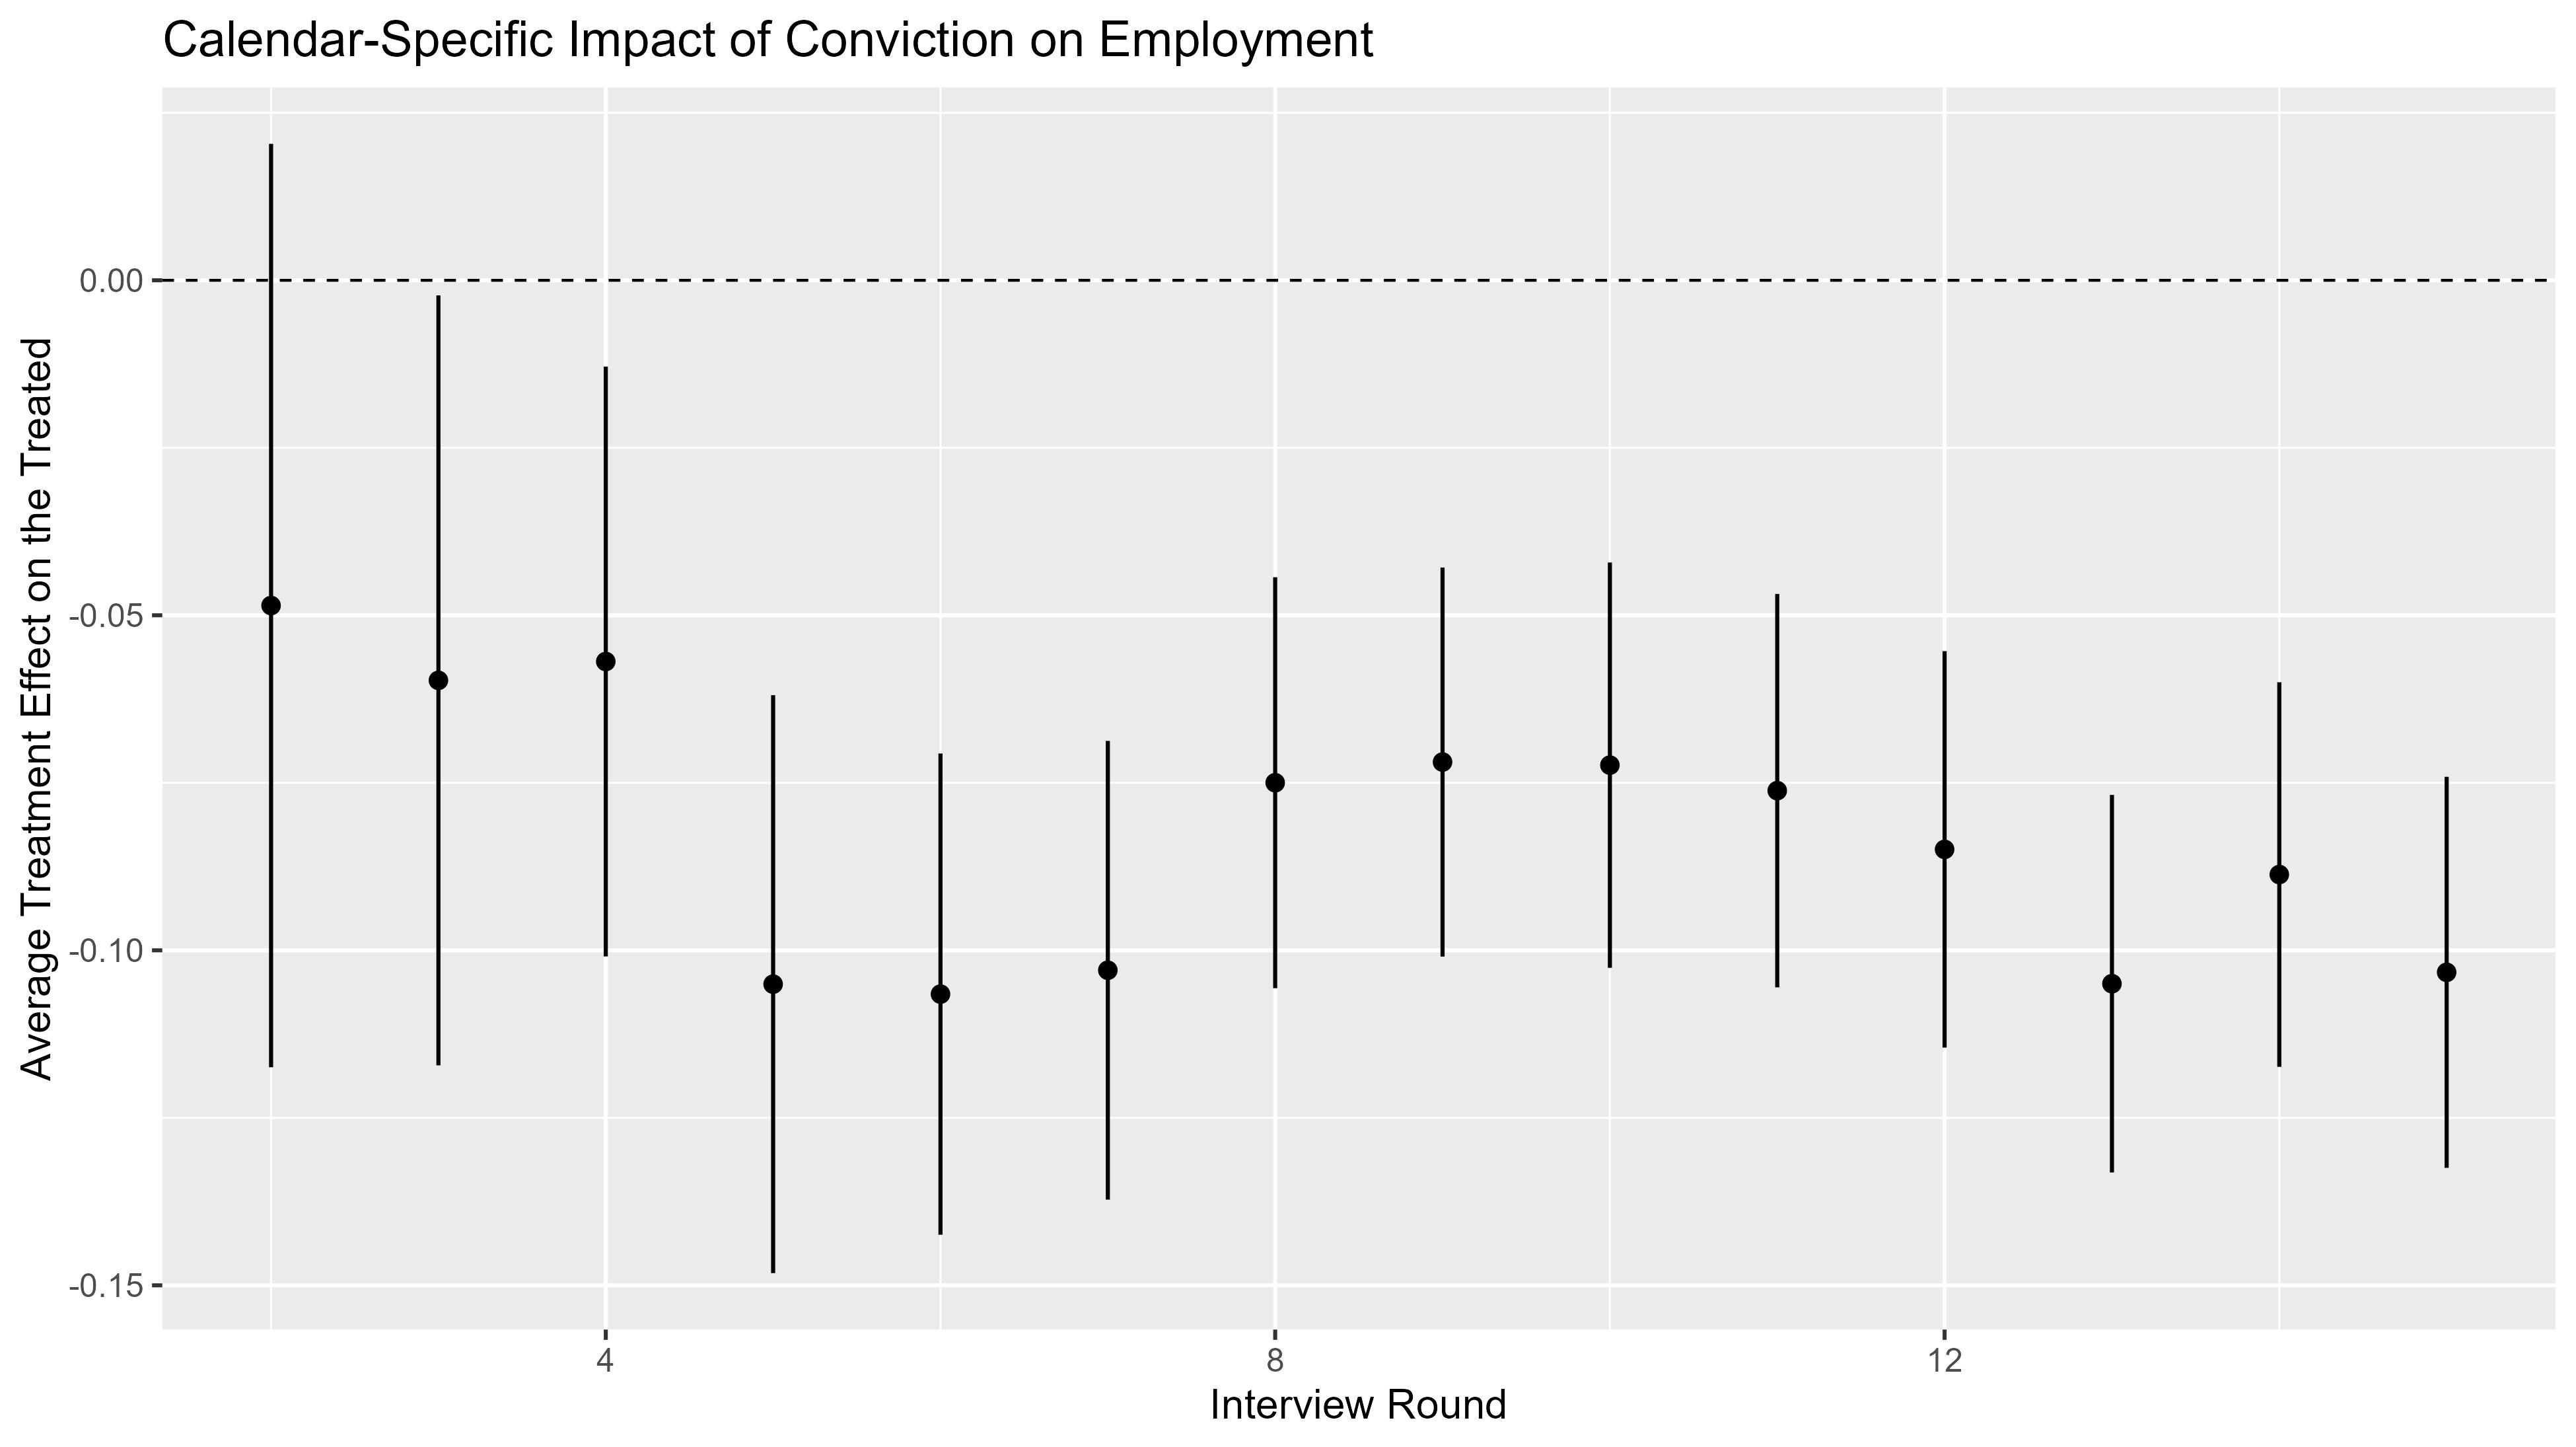 Calendar-Specific Impact of Conviction on Employment
Average Treatment Effect on the Treated
0.00
-0.05
-0.10
-0.15
4
8
12
Interview Round